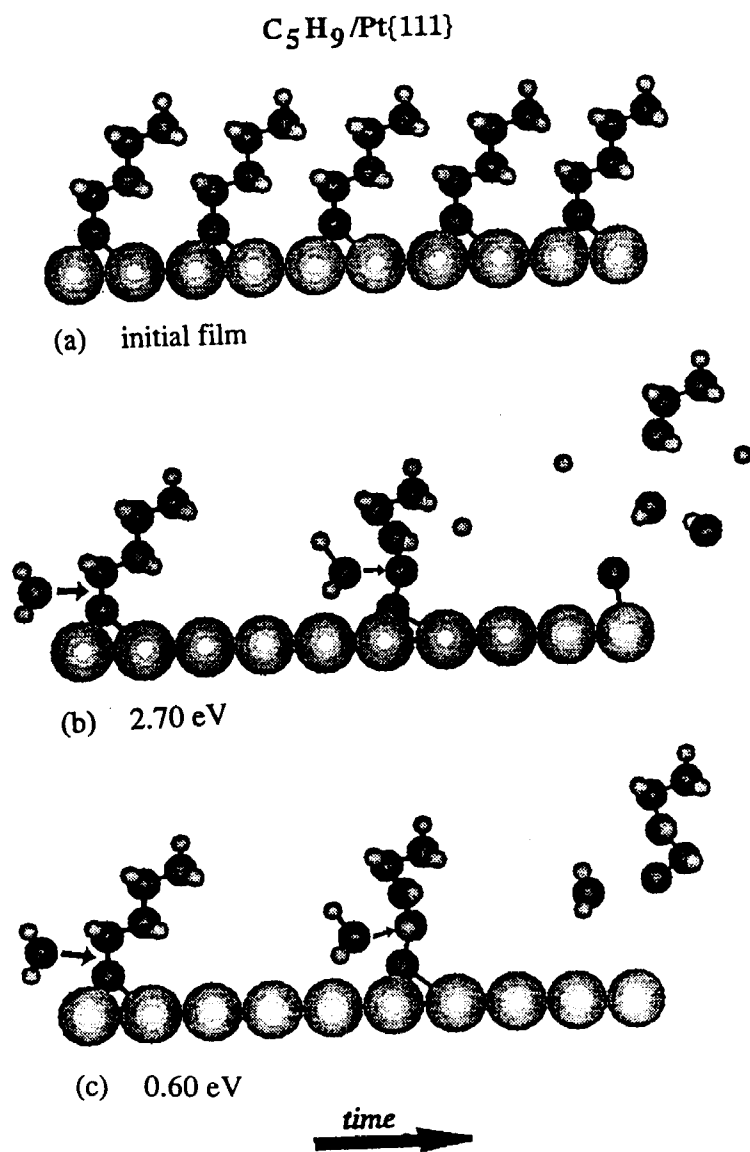 C5H9/Pt{111}
(a) initial film
(b) 2.70 eV
(c) 0.60 eV
time